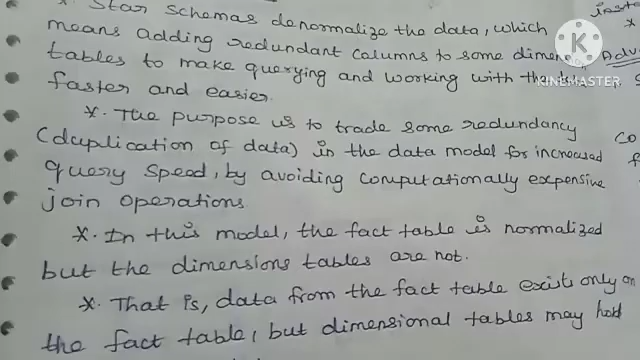 *. Star schemas denormalize the data, which
means adding redundant columns to some dimen
tables to make querying and working with the
faster and easier.
*. The purpose is to trade some redundancy
(duplication of data) in the data model for increased
query speed, by avoiding computationally expensive
join operations
*. In this model, the fact table is normalized
but the dimensions tables are not.
*. That is, data from the fact table exists only on
the fact table, but dimensional tables may hold
*
Adv
co
KINEMASTER